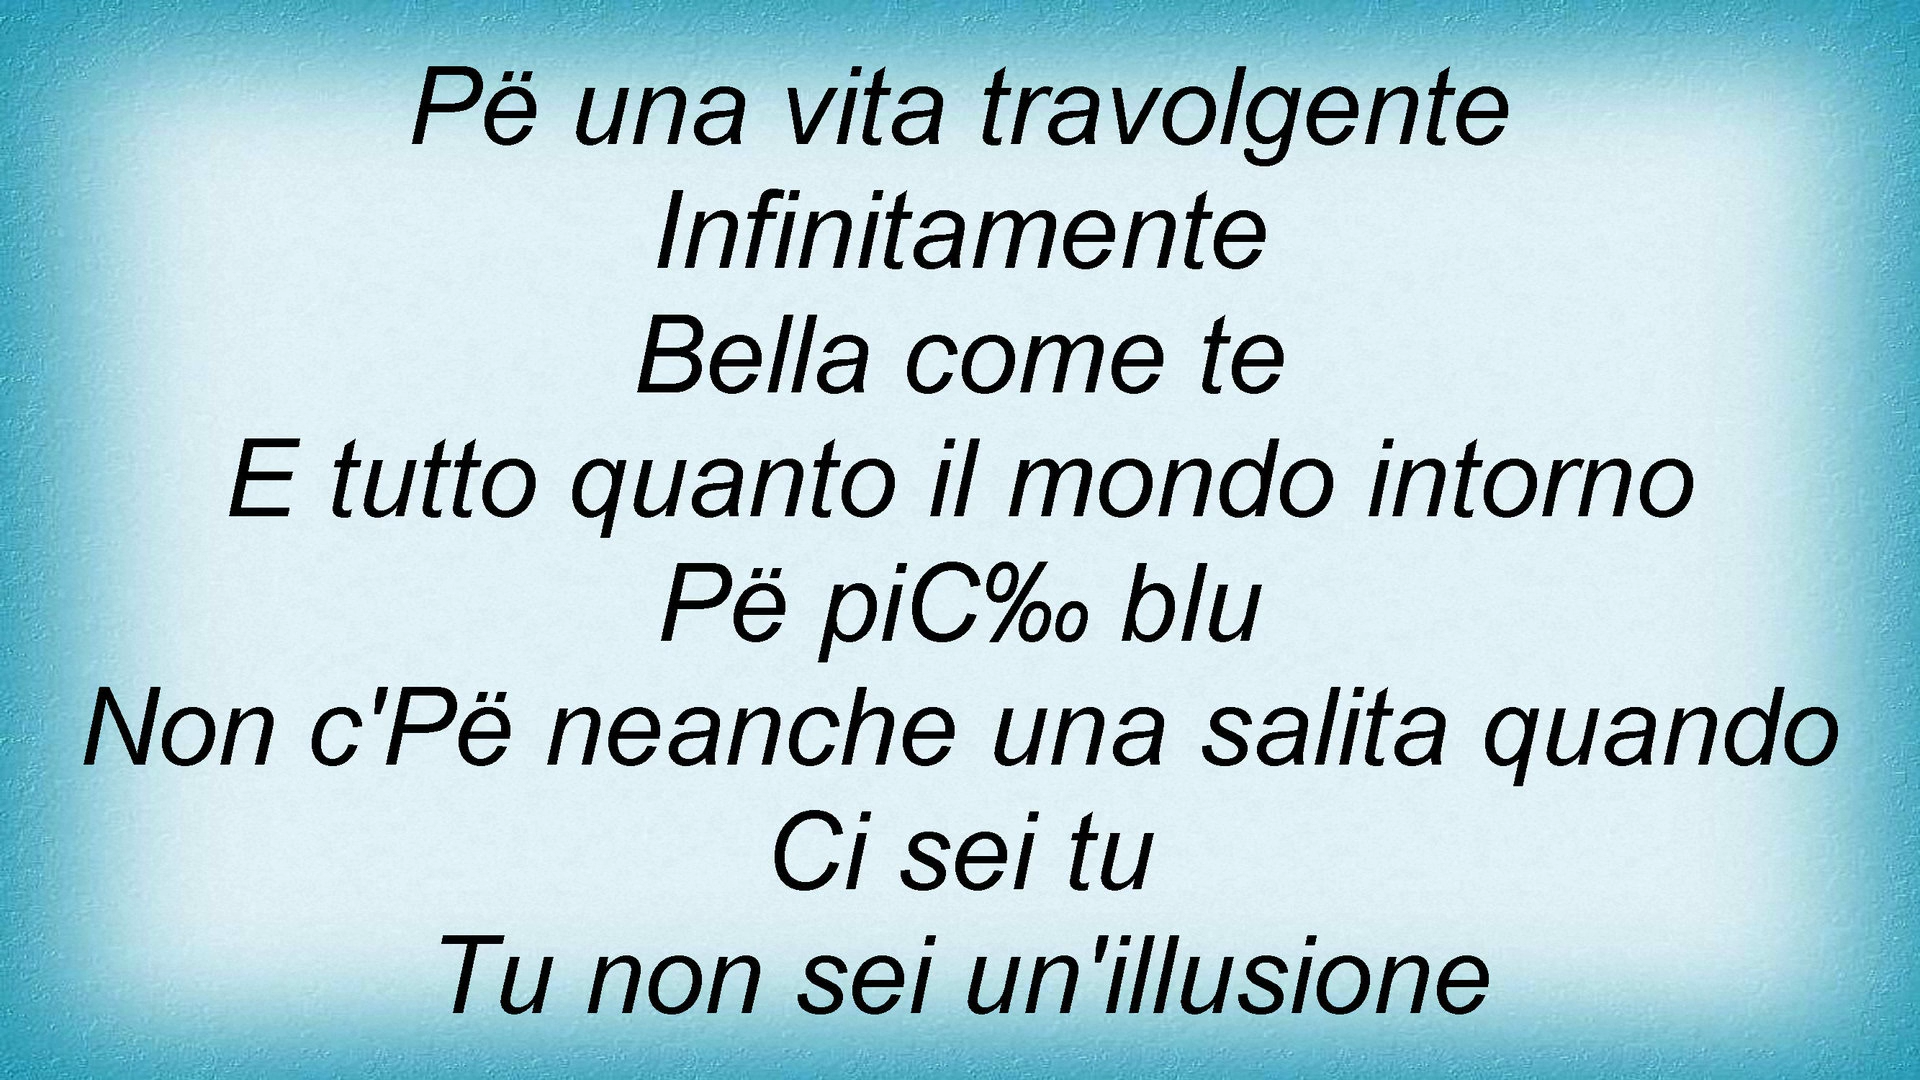 Pë una vita travolgente
Infinitamente
Bella come te
E tutto quanto il mondo intorno
Pë piC‰ blu
Non c'Pë neanche una salita quando
Ci sei tu
Tu non sei un'illusione